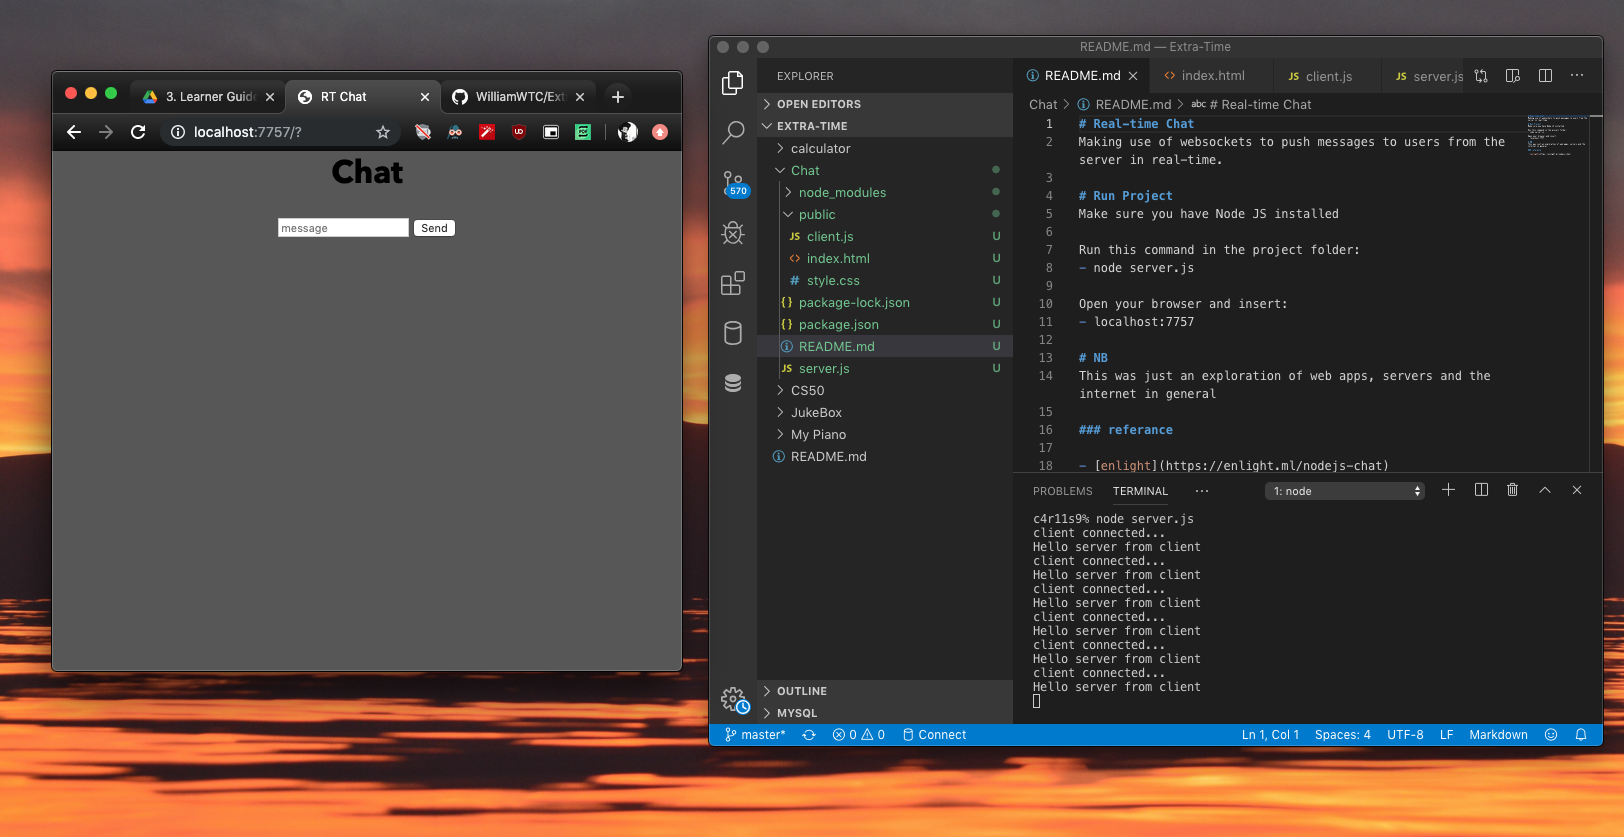 3. Learner Guide
RT Chat
WilliamWTC/Ext
localhost:7757/?
Chat
message
Send
README.md — Extra-Time
EXPLORER
OPEN EDITORS
EXTRA-TIME
calculator
Chat
node_modules
public
JS client.js U
<> index.html U
# style.css U
{} package-lock.json U
{} package.json U
README.md U
JS server.js U
CS50
JukeBox
My Piano
README.md
OUTLINE
MYSQL
570
README.md
<> index.html
JS client.js
JS server.js
Chat > README.md > abc # Real-time Chat
1 # Real-time Chat
2 Making use of websockets to push messages to users from the
server in real-time.
3
4 # Run Project
5 Make sure you have Node JS installed
6
7 Run this command in the project folder:
8 - node server.js
9
10 Open your browser and insert:
11 - localhost:7757
12
13 # NB
14 This was just an exploration of web apps, servers and the
internet in general
15
16 ### referance
17
18 - [enlight](https://enlight.ml/nodejs-chat)
PROBLEMS TERMINAL ··· 1: node
c4r11s9% node server.js
client connected...
Hello server from client
client connected...
Hello server from client
client connected...
Hello server from client
client connected...
Hello server from client
client connected...
Hello server from client
client connected...
Hello server from client
master* 0 0 Connect Ln 1, Col 1 Spaces: 4 UTF-8 LF Markdown